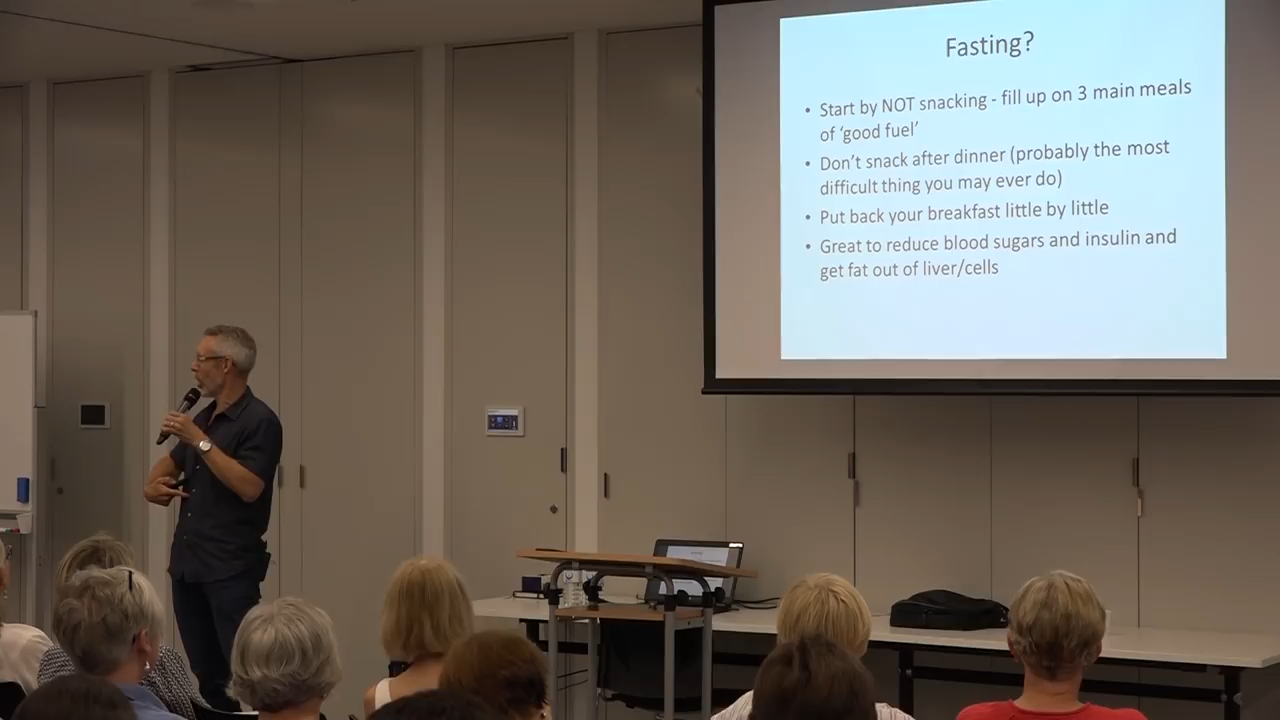 Fasting?
• Start by NOT snacking - fill up on 3 main meals
of 'good fuel'
• Don't snack after dinner (probably the most
difficult thing you may ever do)
• Put back your breakfast little by little
• Great to reduce blood sugars and insulin and
get fat out of liver/cells